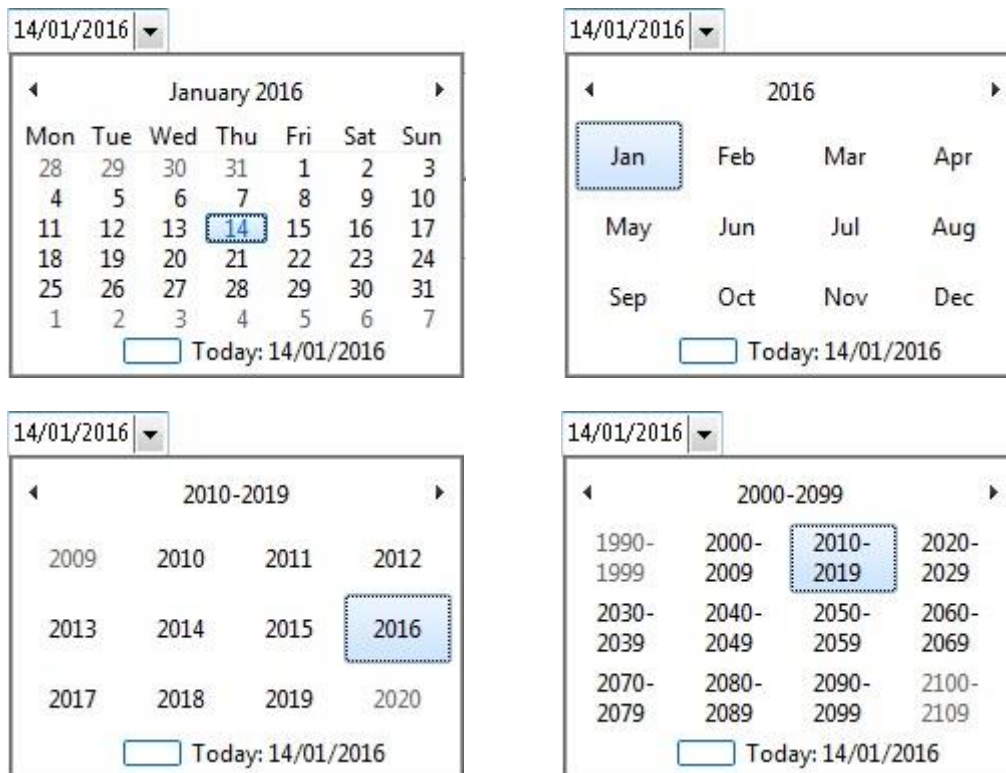 14/01/2016
January 2016
Mon Tue Wed Thu Fri Sat Sun
28 29 30 31 1 2 3
4 5 6 7 8 9 10
11 12 13 14 15 16 17
18 19 20 21 22 23 24
25 26 27 28 29 30 31
1 2 3 4 5 6 7
Today: 14/01/2016
14/01/2016
2016
Jan Feb Mar Apr
May Jun Jul Aug
Sep Oct Nov Dec
Today: 14/01/2016
14/01/2016
2010-2019
2009 2010 2011 2012
2013 2014 2015 2016
2017 2018 2019 2020
Today: 14/01/2016
14/01/2016
2000-2099
1990- 2000- 2010- 2020-
1999 2009 2019 2029
2030- 2040- 2050- 2060-
2039 2049 2059 2069
2070- 2080- 2090- 2100-
2079 2089 2099 2109
Today: 14/01/2016